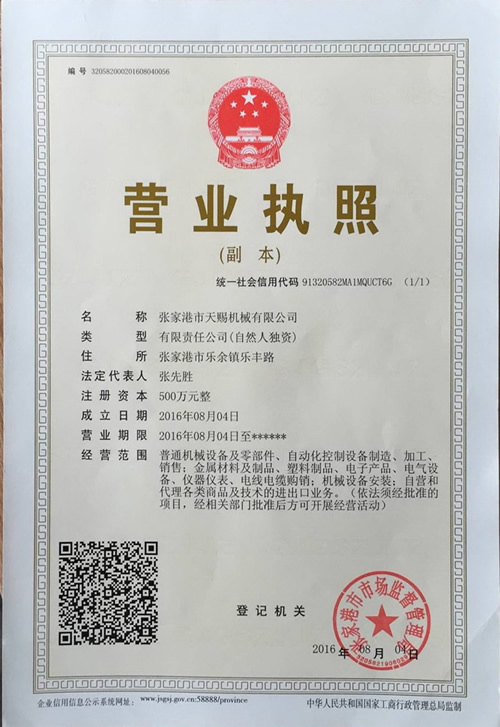 编 号 320582000201608040056
营业执照
(副 本)
统一社会信用代码 91320582MA1MQUCT6G (1/1)
名 称 张家港市天赐机械有限公司
类 型 有限责任公司(自然人独资)
住 所 张家港市乐余镇乐丰路
法定代表人 张先胜
注册资本 500万元整
成立日期 2016年08月04日
营业期限 2016年08月04日至******
经营范围 普通机械设备及零部件、自动化控制设备制造、加工、
销售；金属材料及制品、塑料制品、电子产品、电气设
备、仪器仪表、电线电缆购销；机械设备安装；自营和
代理各类商品及技术的进出口业务。（依法须经批准的
项目，经相关部门批准后方可开展经营活动）
登记机关
张家港市市场监督管理局
2016 年 08 月 04 日
企业信用信息公示系统网址： www.jsgsj.gov.cn:58888/province
中华人民共和国国家工商行政管理总局监制